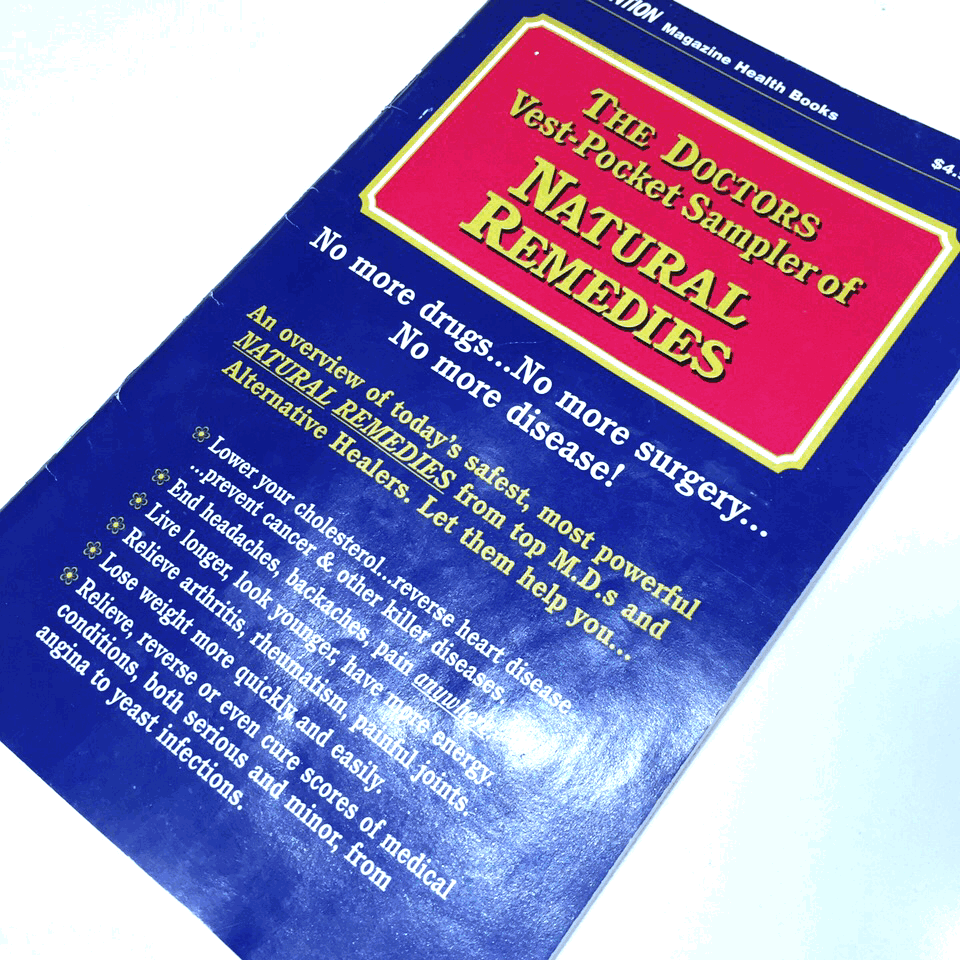 Magazine Health Books
THE DOCTORS
Vest-Pocket Sampler of
NATURAL
REMEDIES
No more drugs...No more surgery...
No more disease!
An overview of today's safest, most powerful
NATURAL REMEDIES from top M.D.s and
Alternative Healers. Let them help you...
Lower your cholesterol...reverse heart disease
...prevent cancer & other killer diseases.
End headaches, backaches, pain anywhere.
Live longer, look younger, have more energy.
Relieve arthritis, rheumatism, painful joints.
Lose weight more quickly and easily.
Relieve, reverse or even cure scores of medical
conditions, both serious and minor, from
angina to yeast infections.